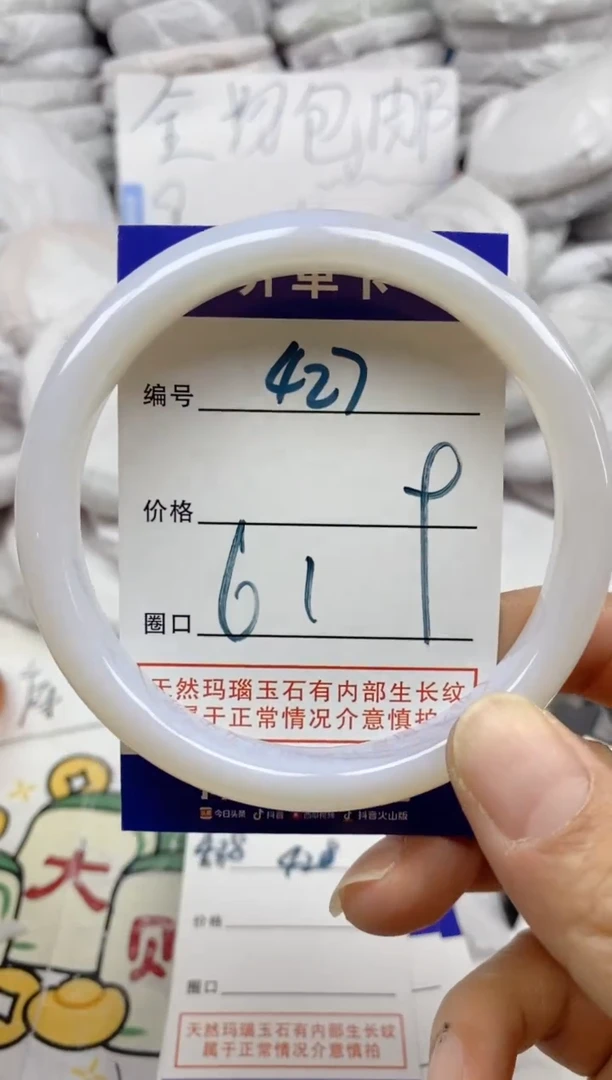 全场包邮
开单卡
编号 427
价格
圈口 61
天然玛瑙玉石有内部生长纹
属于正常情况介意慎拍
今日头条 抖音 西瓜视频 抖音火山版
大
贝
428
价格
圈口
天然玛瑙玉石有内部生长纹
属于正常情况介意慎拍